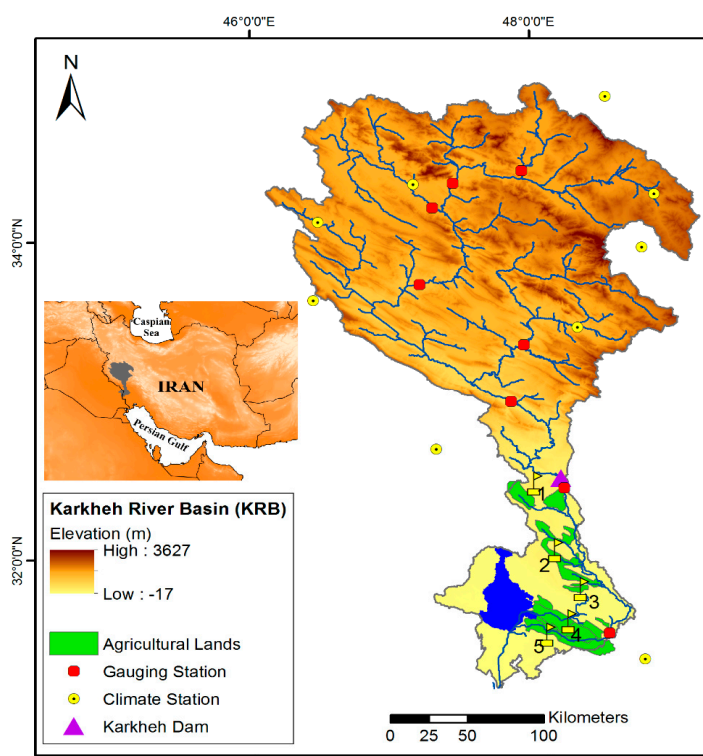 46°0'0"E
48°0'0"E
N
34°0'0"N
32°0'0"N
Caspian
Sea
IRAN
Persian Gulf
1
2
3
4
5
Karkheh River Basin (KRB)
Elevation (m)
High : 3627
Low : -17
Agricultural Lands
Gauging Station
Climate Station
Karkheh Dam
Kilometers
0 25 50 100